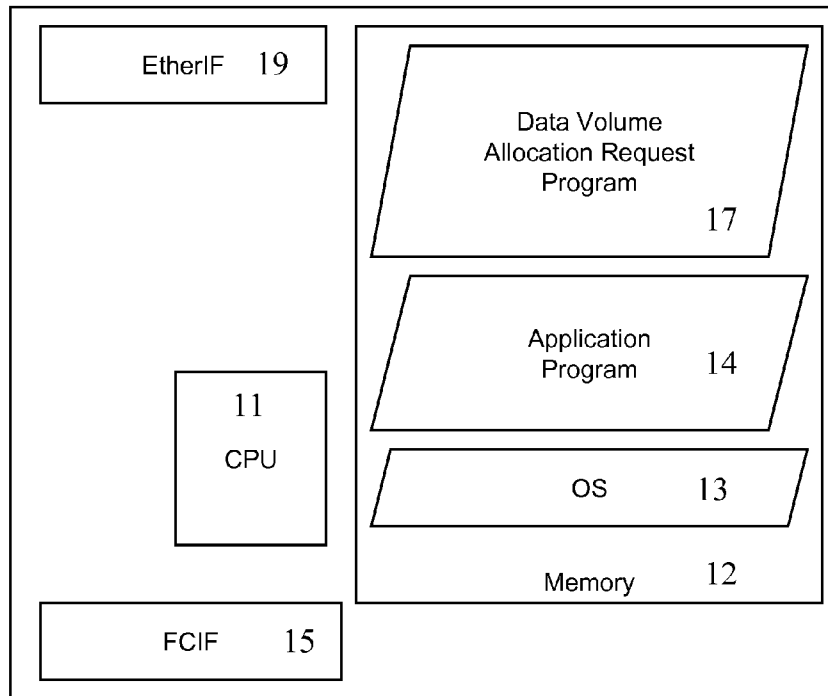 EtherIF 19
Data Volume
Allocation Request
Program
17
Application
Program 14
11
CPU
OS 13
Memory 12
FCIF 15